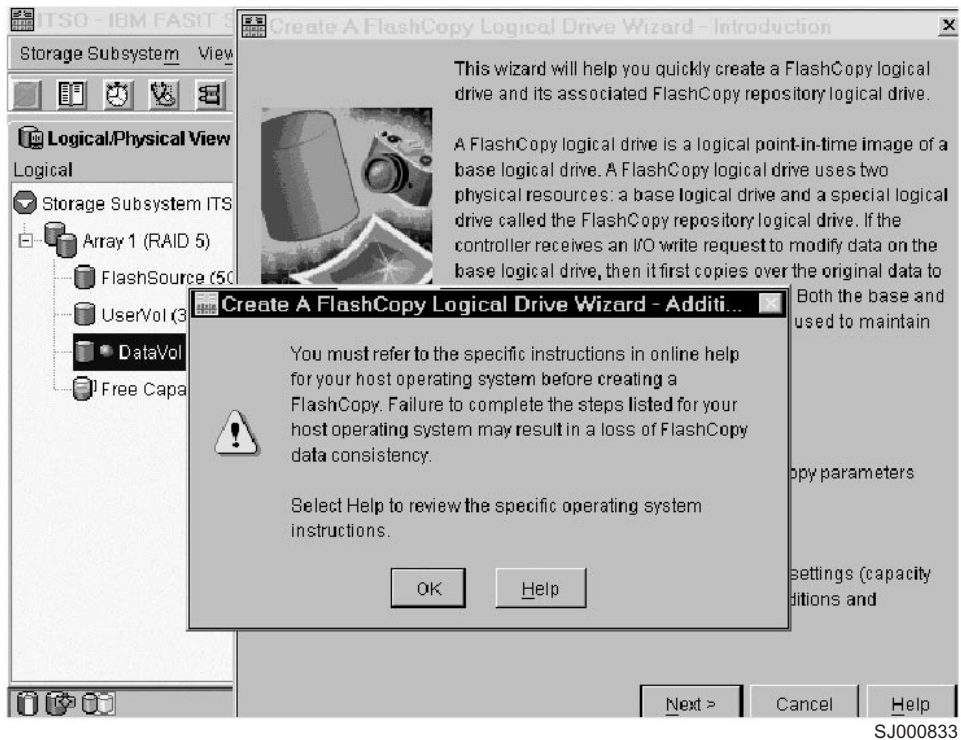 ITSO - IBM FAStT S
Storage Subsystem View
Logical/Physical View
Logical
Storage Subsystem ITS
Array 1 (RAID 5)
FlashSource (50
UserVol (3
DataVol
Free Capa
Create A FlashCopy Logical Drive Wizard - Introduction
This wizard will help you quickly create a FlashCopy logical
drive and its associated FlashCopy repository logical drive.
A FlashCopy logical drive is a logical point-in-time image of a
base logical drive. A FlashCopy logical drive uses two
physical resources: a base logical drive and a special logical
drive called the FlashCopy repository logical drive. If the
controller receives an I/O write request to modify data on the
base logical drive, then it first copies over the original data to
Both the base and
used to maintain
Create A FlashCopy Logical Drive Wizard - Additi...
You must refer to the specific instructions in online help
for your host operating system before creating a
FlashCopy. Failure to complete the steps listed for your
host operating system may result in a loss of FlashCopy
data consistency.
Select Help to review the specific operating system
instructions.
OK
Help
opy parameters
settings (capacity
ditions and
Next >
Cancel
Help
SJ000833